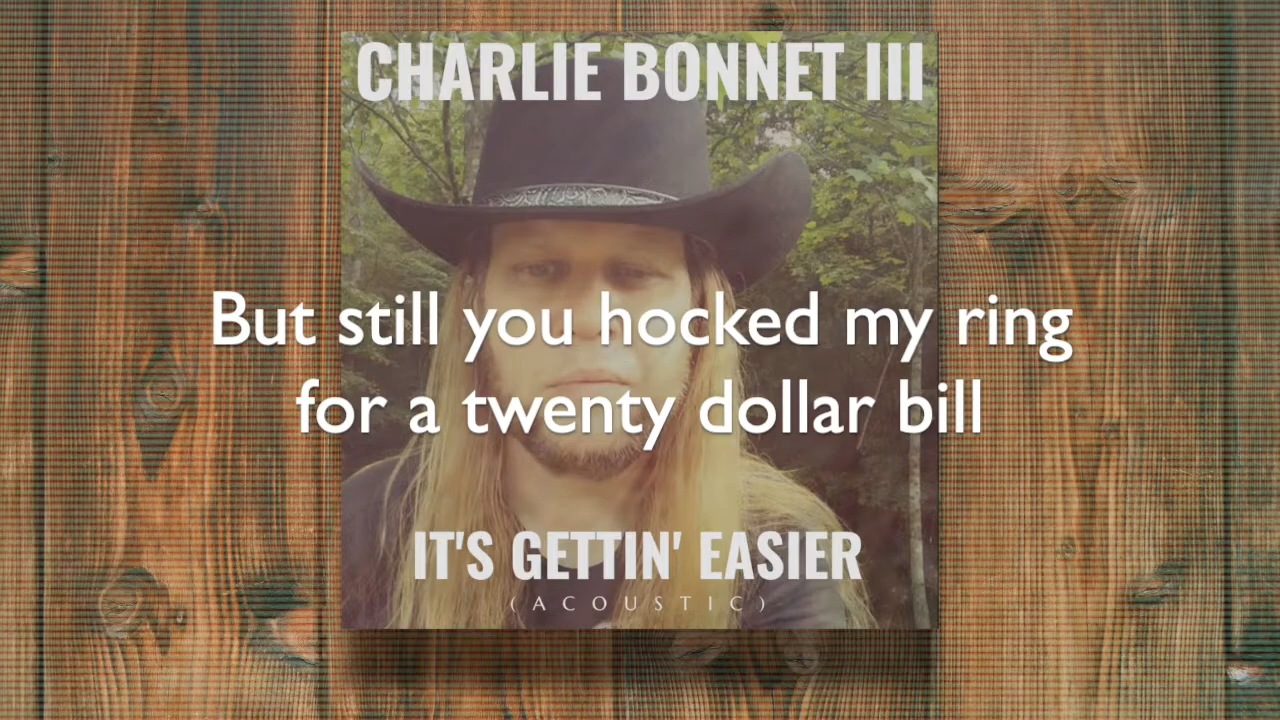 CHARLIE BONNET III
But still you hocked my ring
for a twenty dollar bill
IT'S GETTIN' EASIER
(ACOUSTIC)